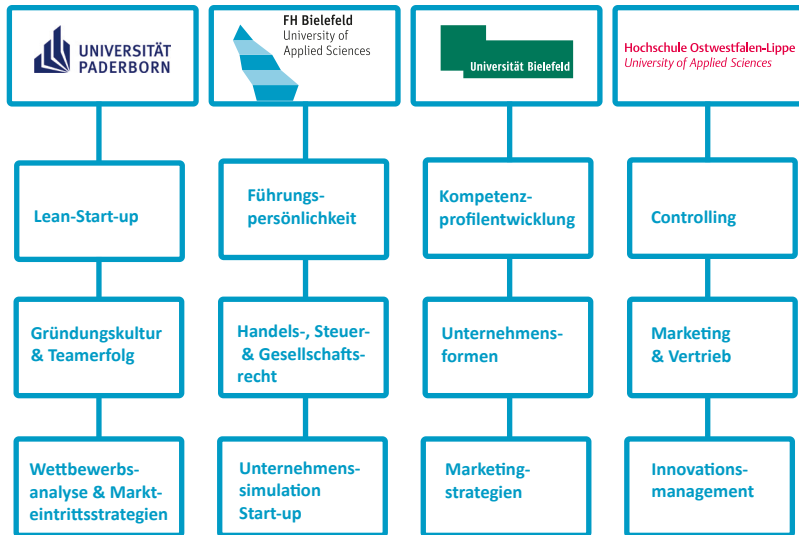 UNIVERSITÄT
PADERBORN
FH Bielefeld
University of
Applied Sciences
Universität Bielefeld
Hochschule Ostwestfalen-Lippe
University of Applied Sciences
Lean-Start-up
Führungs-
persönlichkeit
Kompetenz-
profilentwicklung
Controlling
Gründungskultur
& Teamerfolg
Handels-, Steuer-
& Gesellschafts-
recht
Unternehmens-
formen
Marketing
& Vertrieb
Wettbewerbs-
analyse & Markt-
eintrittsstrategien
Unternehmens-
simulation
Start-up
Marketing-
strategien
Innovations-
management